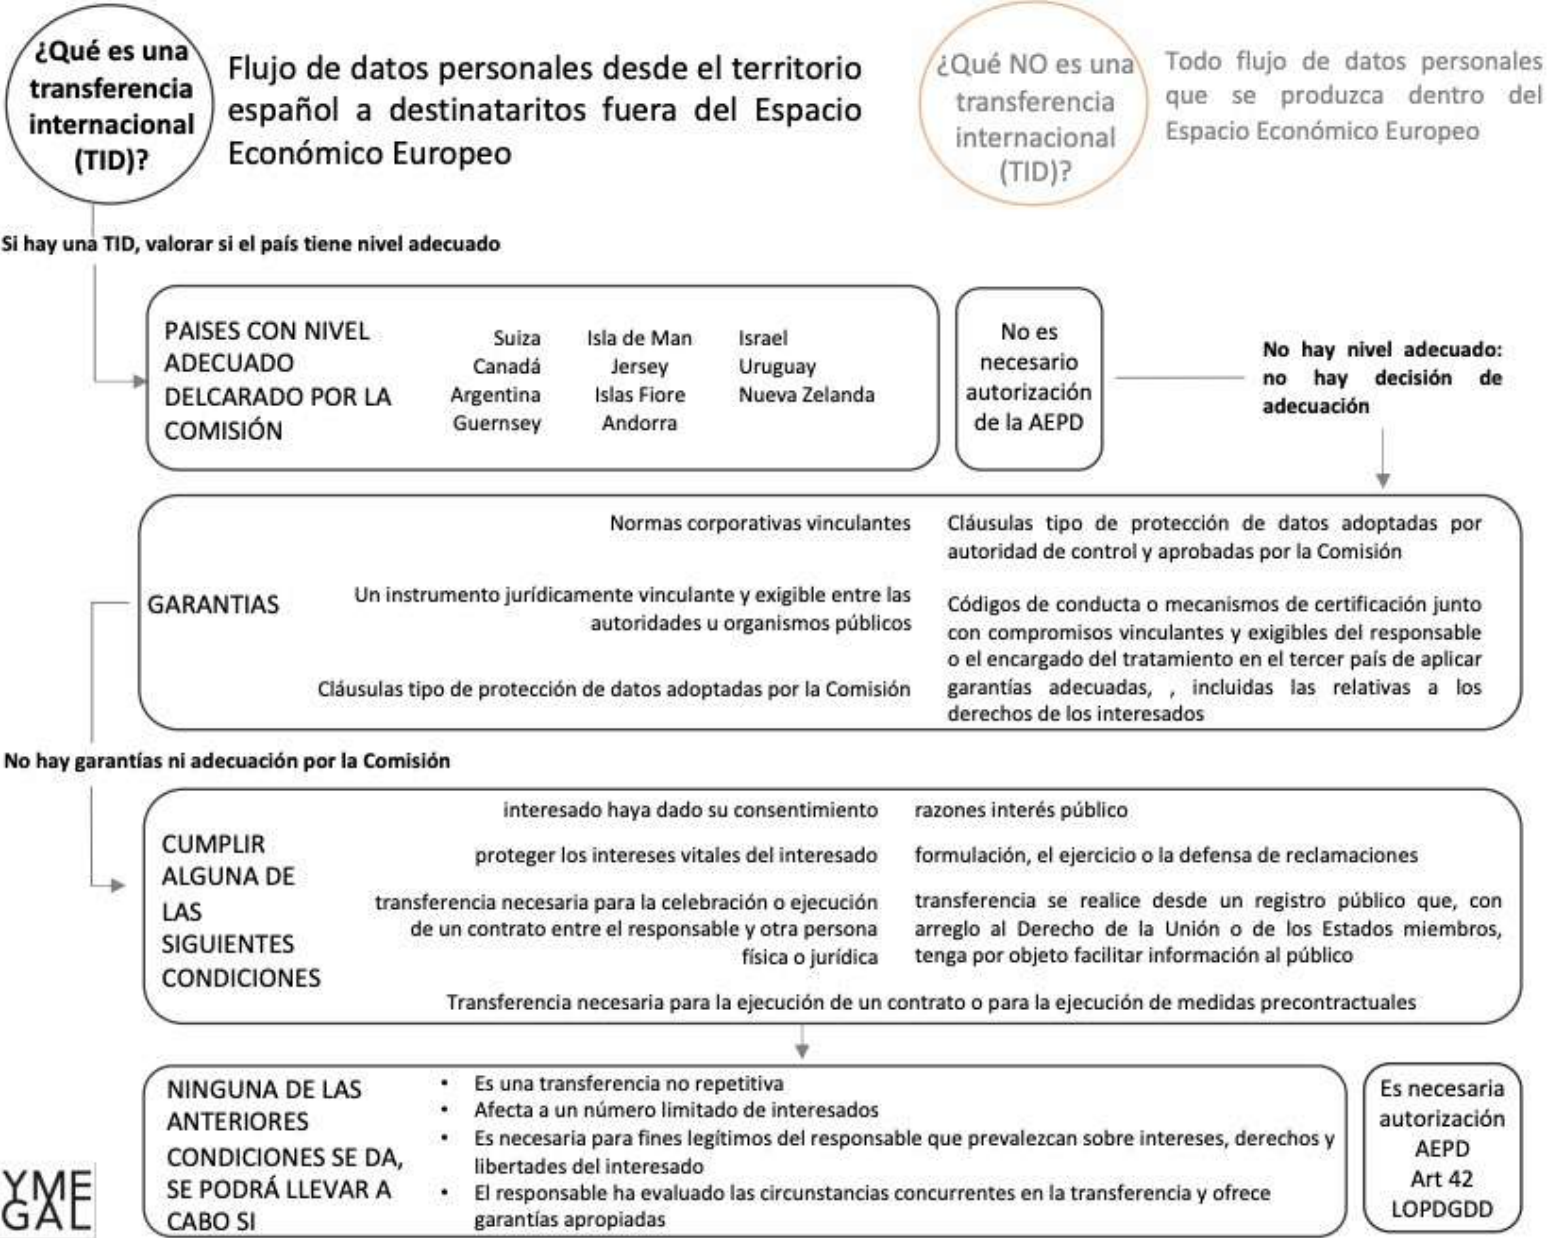 ¿Qué es una
transferencia
internacional
(TID)?
Flujo de datos personales desde el territorio
español a destinataritos fuera del Espacio
Económico Europeo
¿Qué NO es una
transferencia
internacional
(TID)?
Todo flujo de datos personales
que se produzca dentro del
Espacio Económico Europeo
Si hay una TID, valorar si el país tiene nivel adecuado
PAISES CON NIVEL
ADECUADO
DELCARADO POR LA
COMISIÓN
Suiza
Canadá
Argentina
Guernsey
Isla de Man
Jersey
Islas Fiore
Andorra
Israel
Uruguay
Nueva Zelanda
No es
necesario
autorización
de la AEPD
No hay nivel adecuado:
no hay decisión de
adecuación
GARANTIAS
Normas corporativas vinculantes
Un instrumento jurídicamente vinculante y exigible entre las
autoridades u organismos públicos
Cláusulas tipo de protección de datos adoptadas por la Comisión
Cláusulas tipo de protección de datos adoptadas por
autoridad de control y aprobadas por la Comisión
Códigos de conducta o mecanismos de certificación junto
con compromisos vinculantes y exigibles del responsable
o el encargado del tratamiento en el tercer país de aplicar
garantías adecuadas, , incluidas las relativas a los
derechos de los interesados
No hay garantías ni adecuación por la Comisión
CUMPLIR
ALGUNA DE
LAS
SIGUIENTES
CONDICIONES
interesado haya dado su consentimiento
proteger los intereses vitales del interesado
transferencia necesaria para la celebración o ejecución
de un contrato entre el responsable y otra persona
física o jurídica
razones interés público
formulación, el ejercicio o la defensa de reclamaciones
transferencia se realice desde un registro público que, con
arreglo al Derecho de la Unión o de los Estados miembros,
tenga por objeto facilitar información al público
Transferencia necesaria para la ejecución de un contrato o para la ejecución de medidas precontractuales
NINGUNA DE LAS
ANTERIORES
CONDICIONES SE DA,
SE PODRÁ LLEVAR A
CABO SI
• Es una transferencia no repetitiva
• Afecta a un número limitado de interesados
• Es necesaria para fines legítimos del responsable que prevalezcan sobre intereses, derechos y
libertades del interesado
• El responsable ha evaluado las circunstancias concurrentes en la transferencia y ofrece
garantías apropiadas
Es necesaria
autorización
AEPD
Art 42
LOPDGDD
YME
GAL